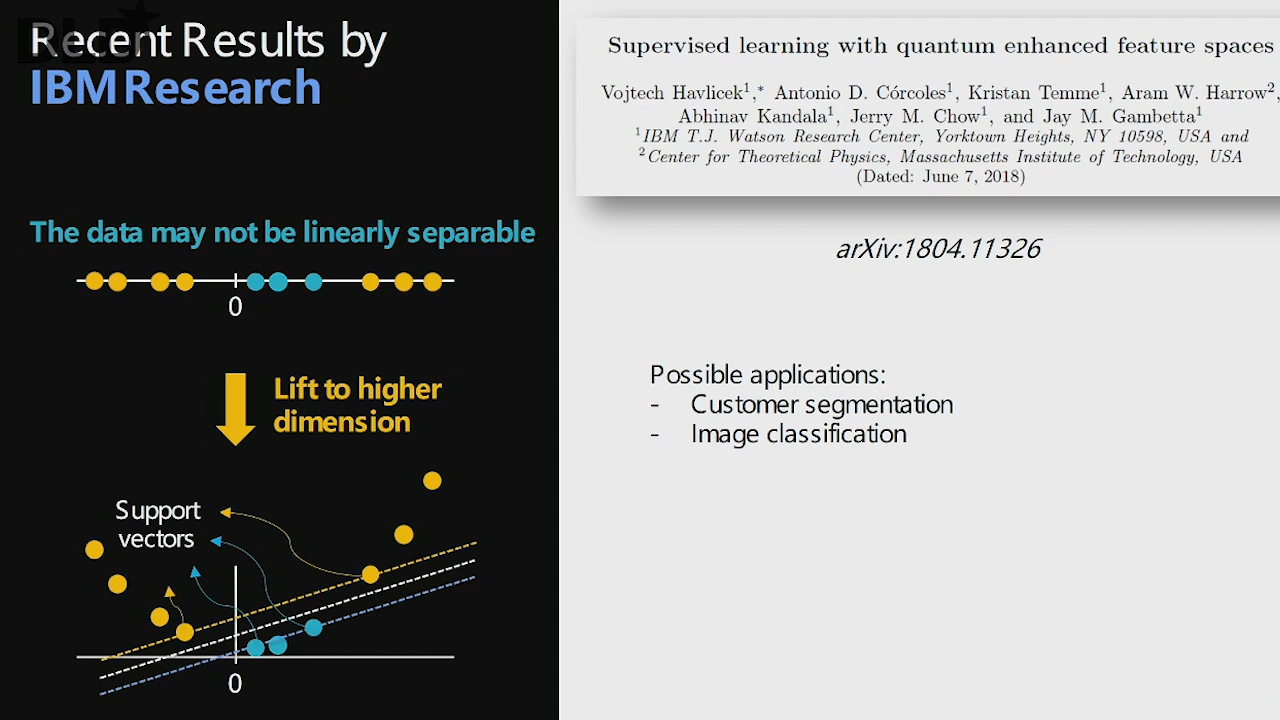 Recent Results by
IBM Research
The data may not be linearly separable
0
Lift to higher
dimension
Support
vectors
0
Supervised learning with quantum enhanced feature spaces
Vojtech Havlicek¹,* Antonio D. Córcoles¹, Kristan Temme¹, Aram W. Harrow²,
Abhinav Kandala¹, Jerry M. Chow¹, and Jay M. Gambetta¹
¹IBM T.J. Watson Research Center, Yorktown Heights, NY 10598, USA and
²Center for Theoretical Physics, Massachusetts Institute of Technology, USA
(Dated: June 7, 2018)
arXiv:1804.11326
Possible applications:
- Customer segmentation
- Image classification